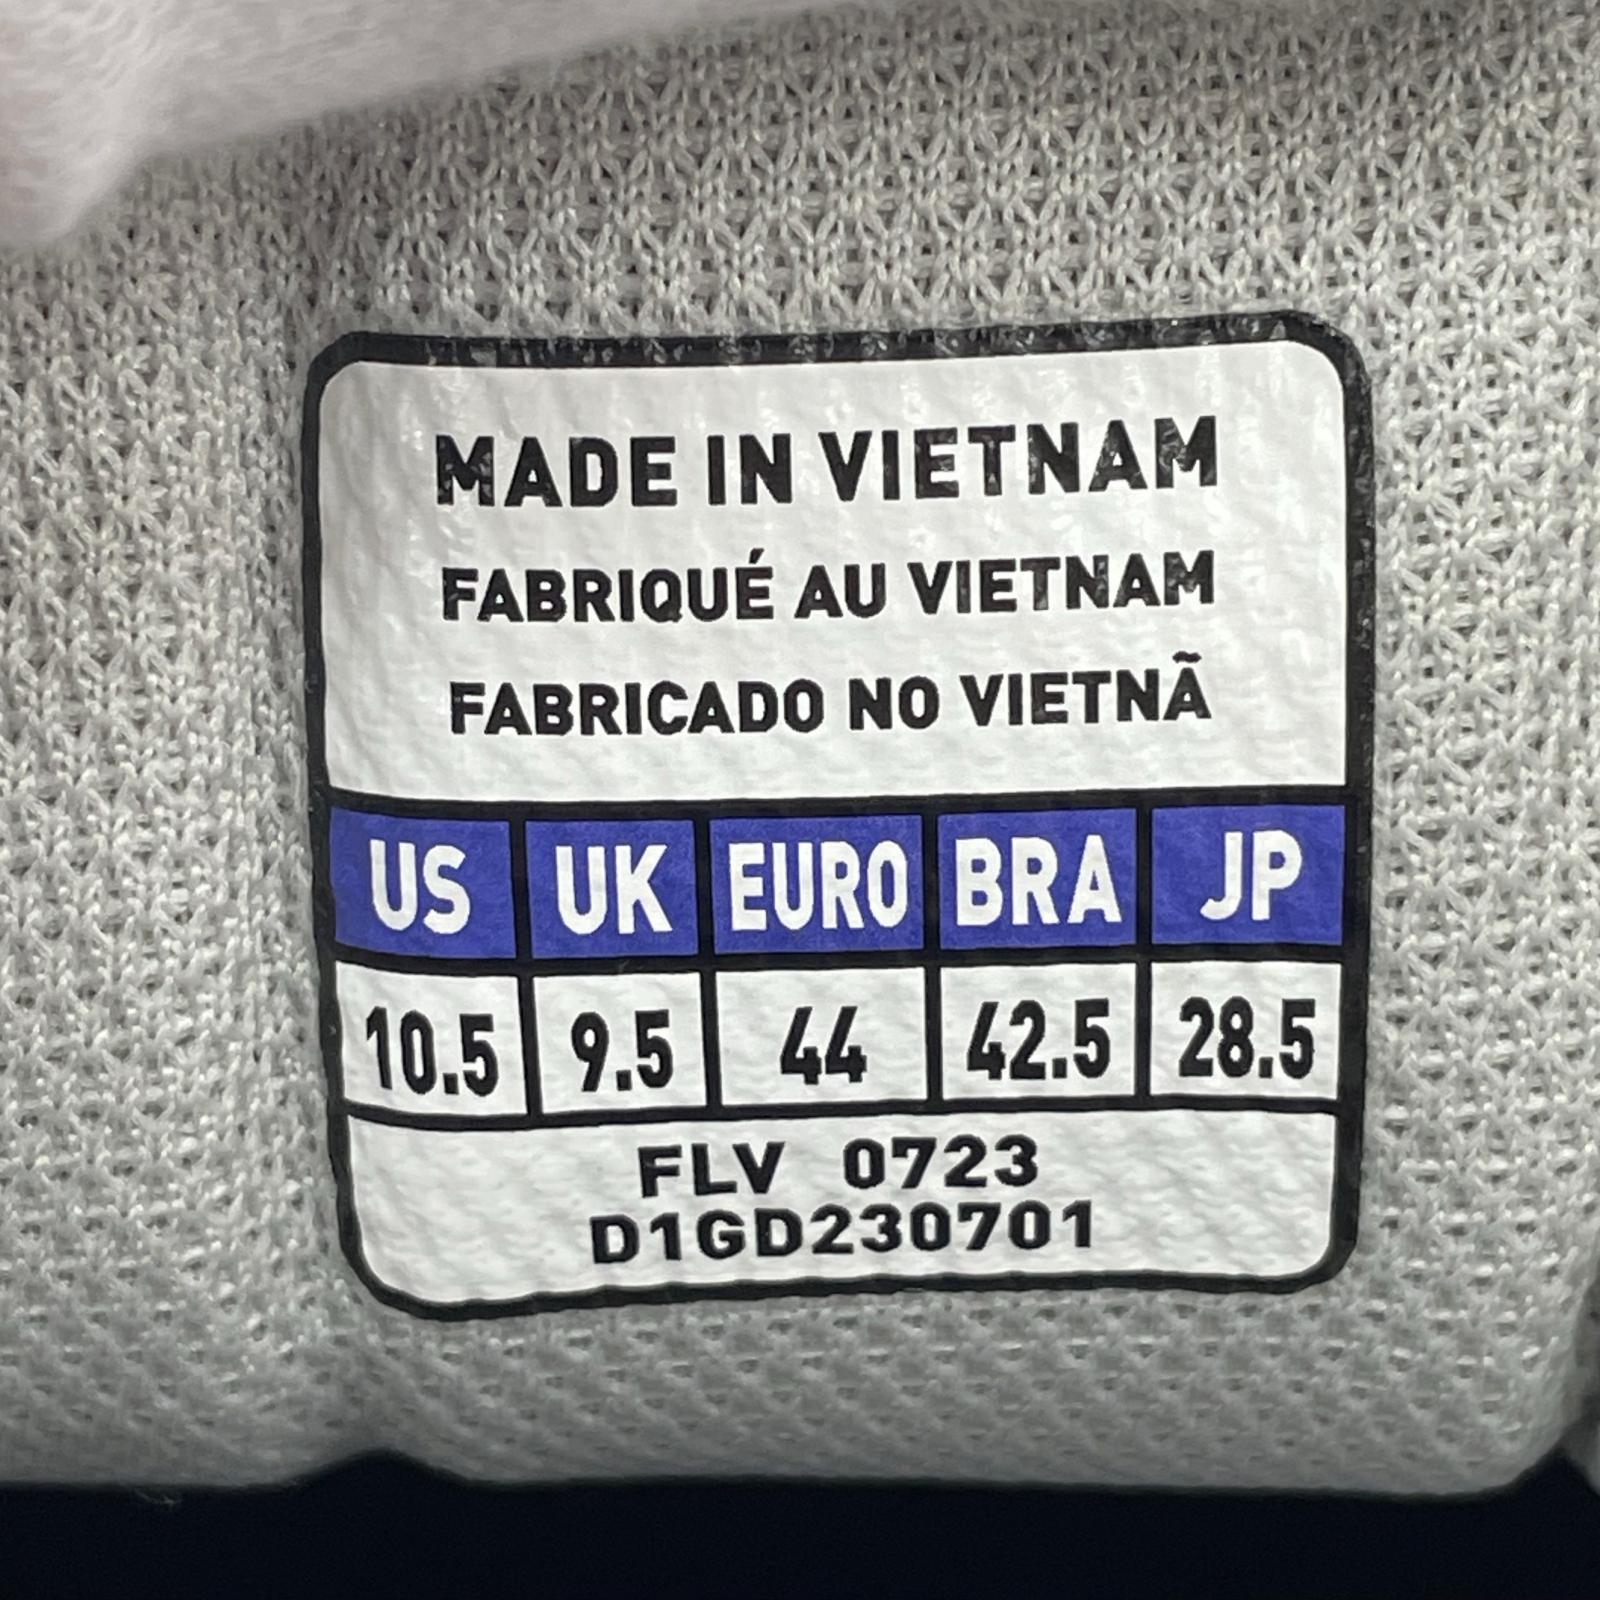 MADE IN VIETNAM
FABRIQUÉ AU VIETNAM
FABRICADO NO VIETNÃ
US UK EURO BRA JP
10.5 9.5 44 42.5 28.5
FLV 0723
D1GD230701